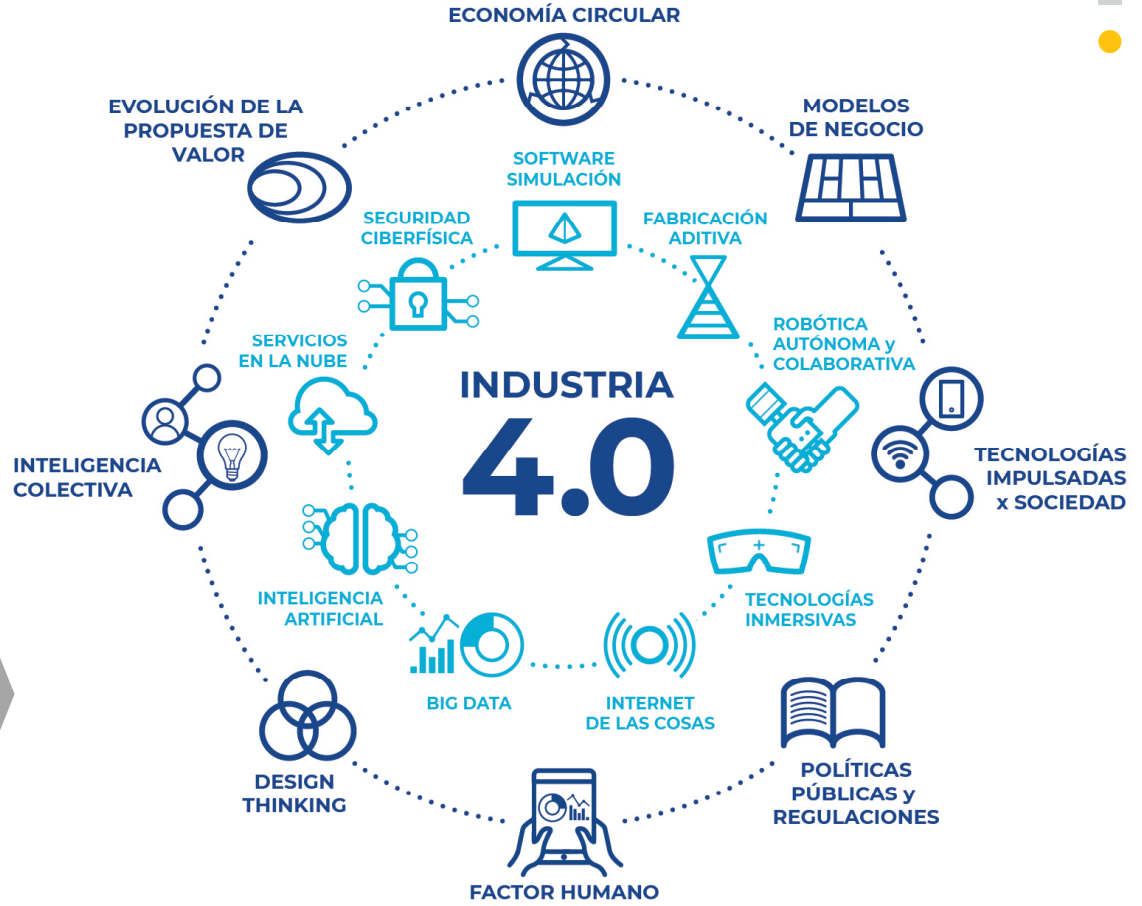 ECONOMÍA CIRCULAR
EVOLUCIÓN DE LA
PROPUESTA DE
VALOR
MODELOS
DE NEGOCIO
SOFTWARE
SIMULACIÓN
SEGURIDAD
CIBERFÍSICA
FABRICACIÓN
ADITIVA
SERVICIOS
EN LA NUBE
ROBÓTICA
AUTÓNOMA y
COLABORATIVA
INDUSTRIA
4.0
INTELIGENCIA
COLECTIVA
TECNOLOGÍAS
IMPULSADAS
x SOCIEDAD
INTELIGENCIA
ARTIFICIAL
TECNOLOGÍAS
INMERSIVAS
BIG DATA
INTERNET
DE LAS COSAS
DESIGN
THINKING
POLÍTICAS
PÚBLICAS y
REGULACIONES
FACTOR HUMANO